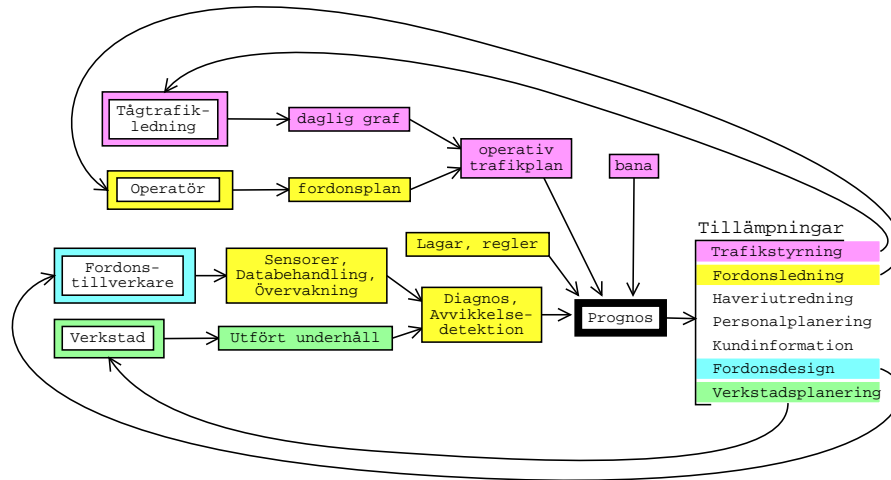 Tågtrafik-
ledning
daglig graf
operativ
trafikplan
bana
Operatör
fordonsplan
Lagar, regler
Fordons-
tillverkare
Sensorer,
Databehandling,
Övervakning
Diagnos,
Avvikkelse-
detektion
Verkstad
Utfört underhåll
Prognos
Tillämpningar
Trafikstyrning
Fordonsledning
Haveriutredning
Personalplanering
Kundinformation
Fordonsdesign
Verkstadsplanering